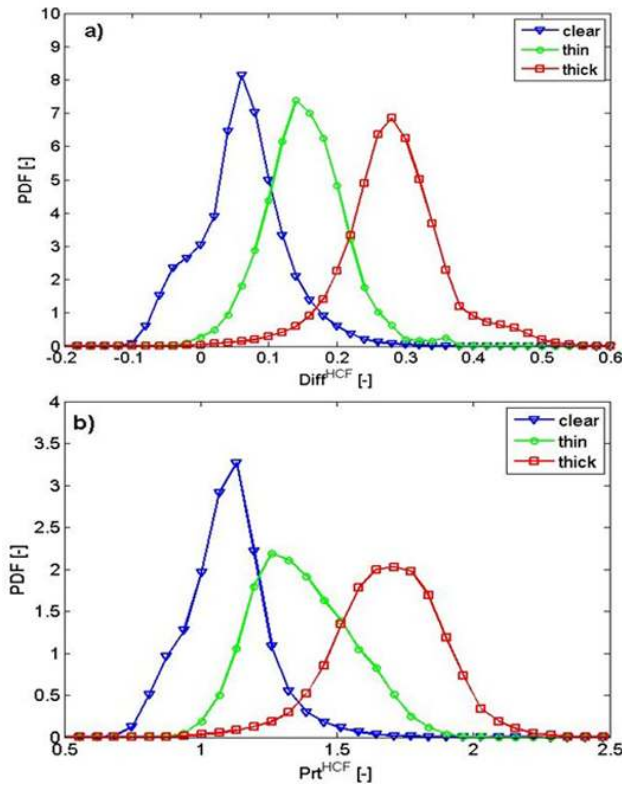 a)
clear
thin
thick
10
9
8
7
6
5
4
3
2
1
0
PDF [-]
-0.2 -0.1 0 0.1 0.2 0.3 0.4 0.5 0.6
Diff^HCF [-]
b)
clear
thin
thick
4
3.5
3
2.5
2
1.5
1
0.5
0
PDF [-]
0.5 1 1.5 2 2.5
Prt^HCF [-]